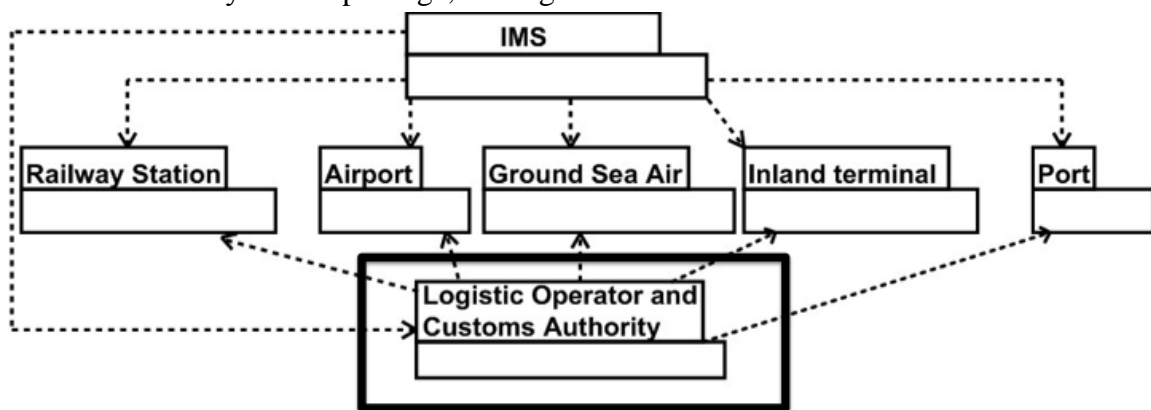 IMS
Railway Station
Airport
Ground Sea Air
Inland terminal
Port
Logistic Operator and
Customs Authority